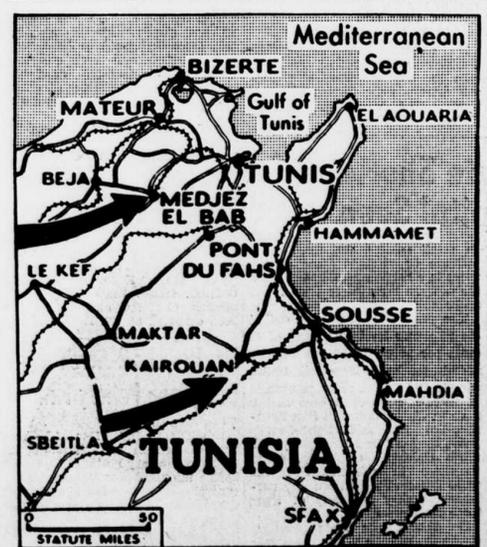 Mediterranean
Sea
BIZERTE
MATEUR
Gulf of
Tunis
EL AOUARIA
BEJA
TUNIS
MEDJEZ
EL BAB
HAMMAMET
PONT
DU FAHS
LE KEF
SOUSSE
MAKTAR
KAIROUAN
MAHDIA
SBEITLA
TUNISIA
SFAX
0 50
STATUTE MILES